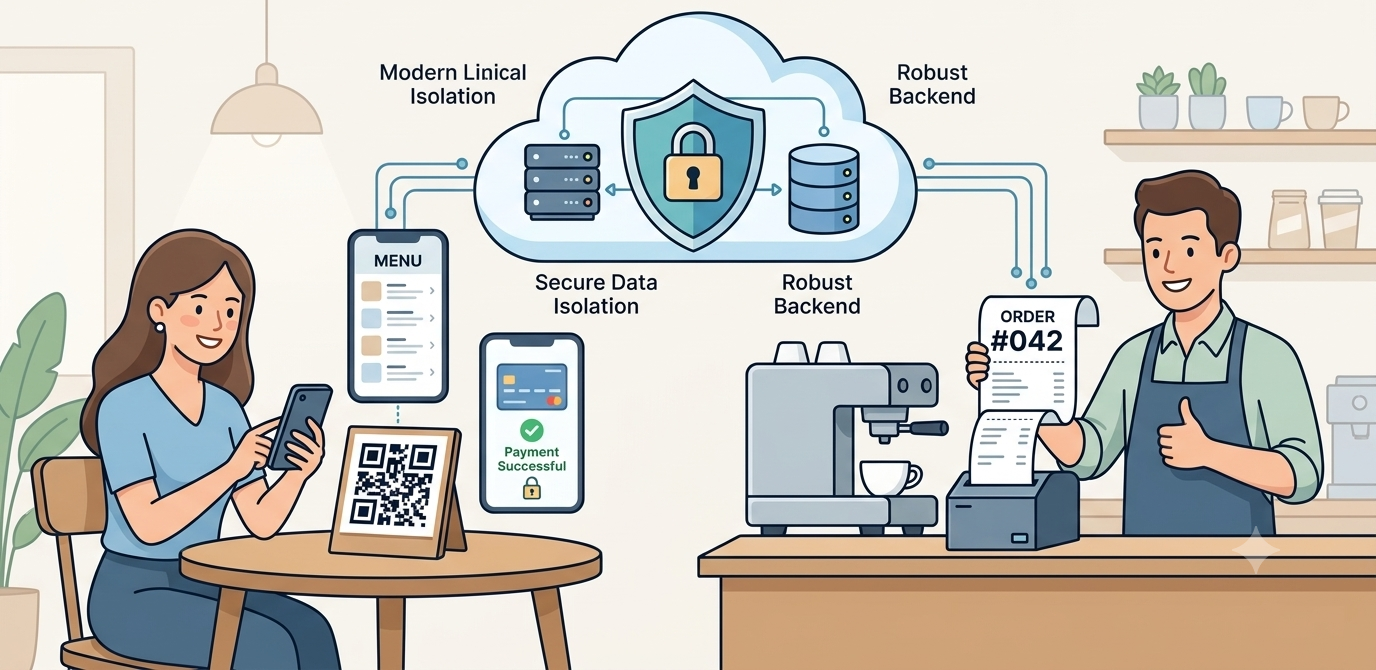 Modern Linical
Isolation
Robust
Backend
MENU
Secure Data
Isolation
Robust
Backend
Payment
Successful
ORDER
#042